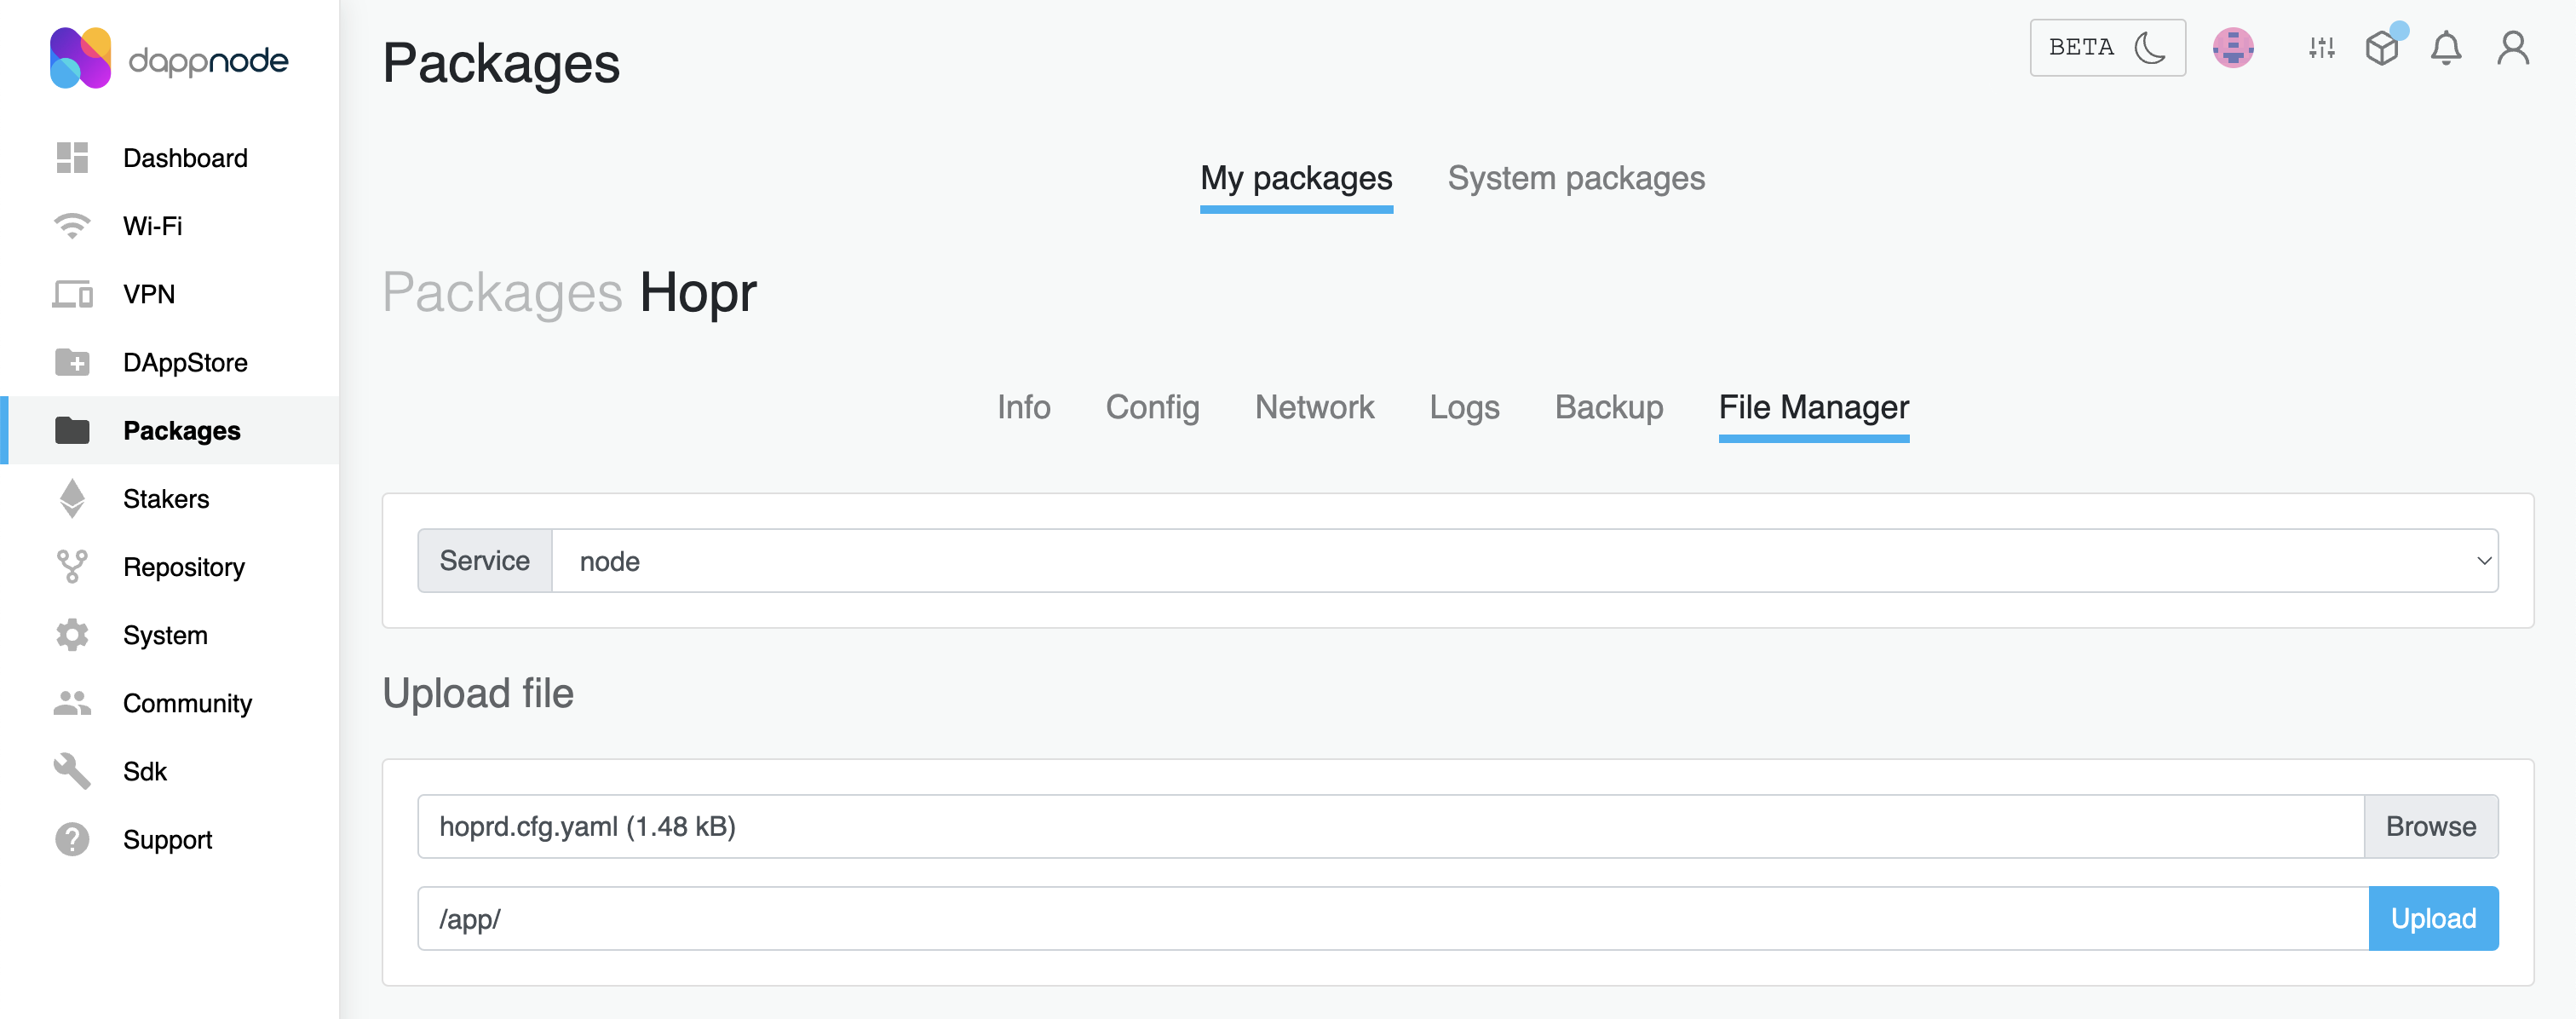 dappnode
Dashboard
Wi-Fi
VPN
DAppStore
Packages
Stakers
Repository
System
Community
Sdk
Support
Packages
BETA
My packages System packages
Packages Hopr
Info Config Network Logs Backup File Manager
Service node
Upload file
hoprd.cfg.yaml (1.48 kB) Browse
/app/ Upload